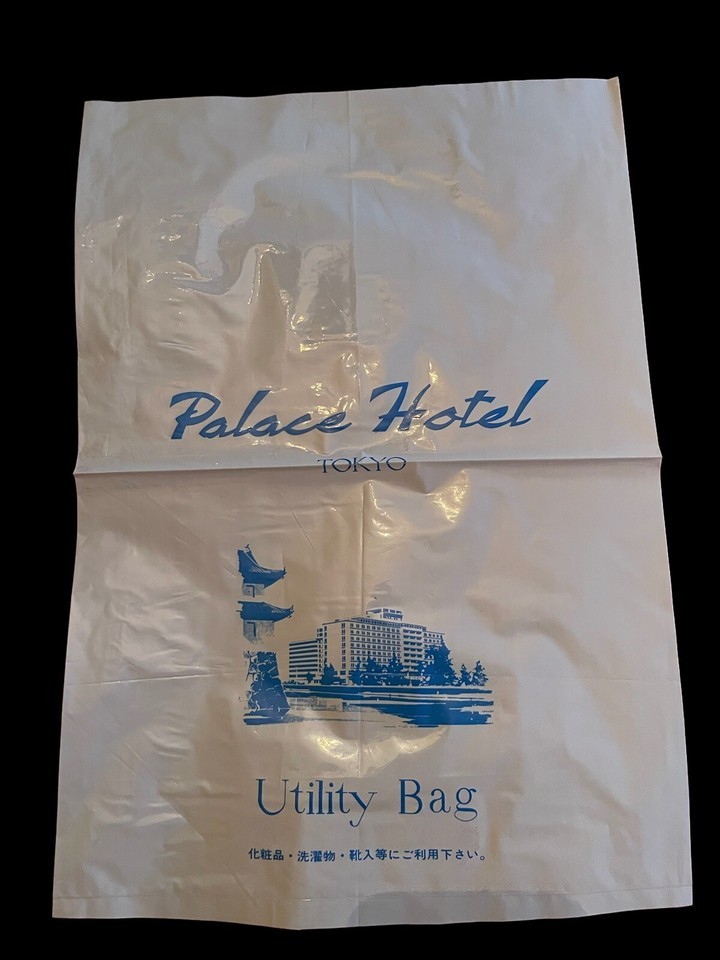 Palace Hotel
TOKYO
Utility Bag
化粧品・洗濯物・靴入等にご利用下さい。